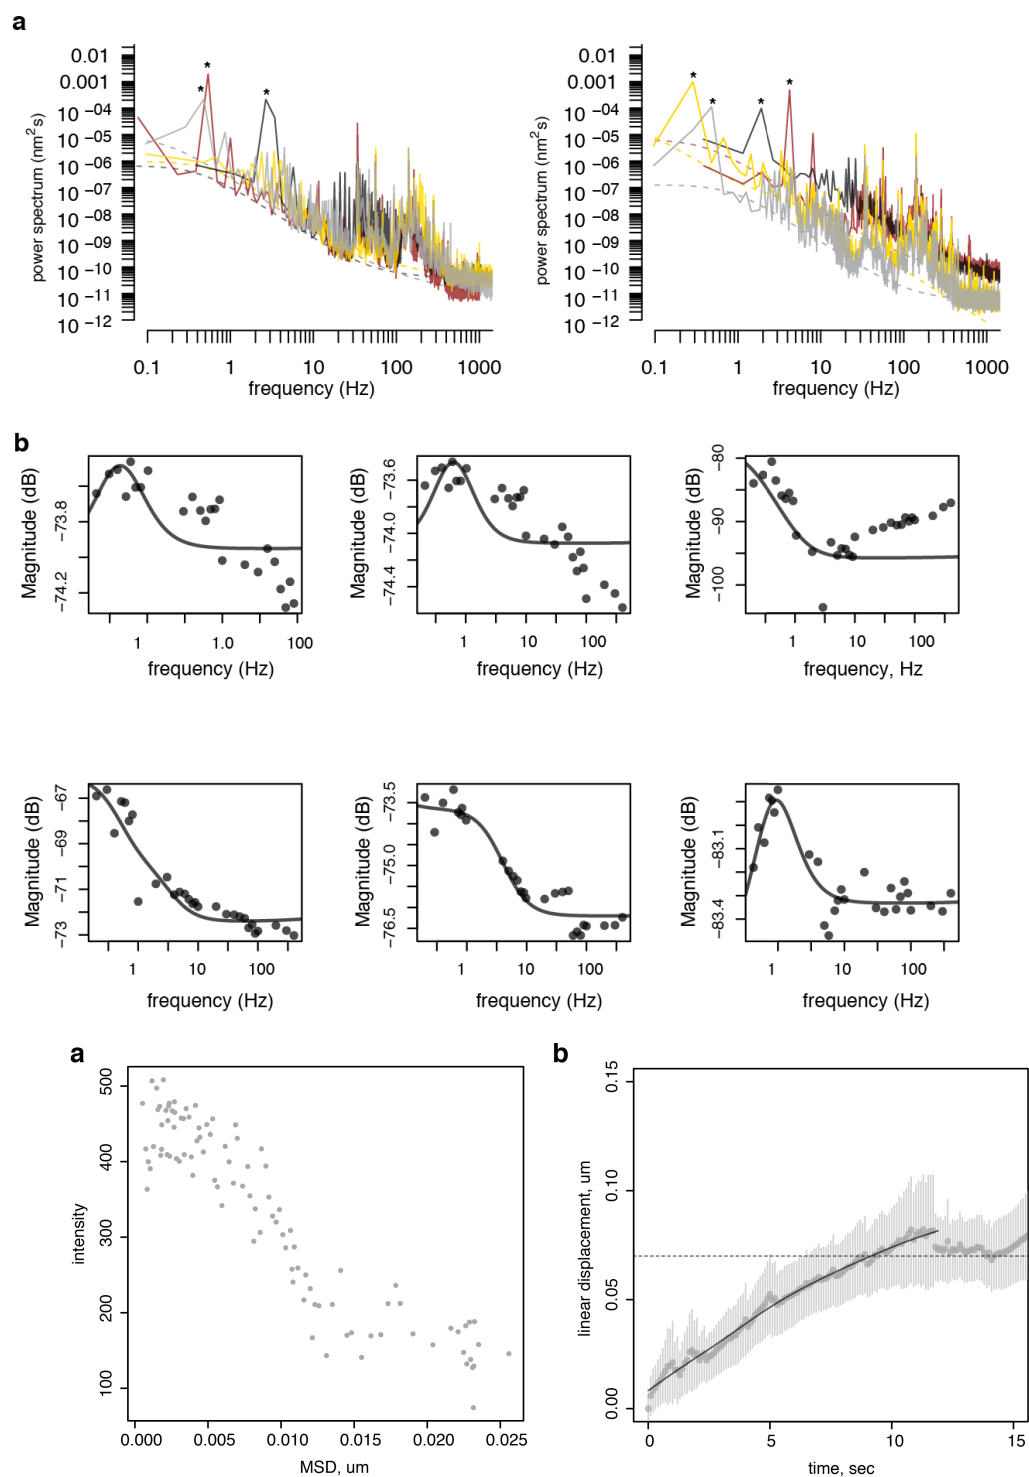 a
0.01
0.001
10 −04
10 −05
10 −06
10 −07
10 −08
10 −09
10 −10
10 −11
10 −12
power spectrum (nm2s)
* * *
0.1 1 10 100 1000
frequency (Hz)
0.01
0.001
10 −04
10 −05
10 −06
10 −07
10 −08
10 −09
10 −10
10 −11
10 −12
power spectrum (nm2s)
* * * *
0.1 1 10 100 1000
frequency (Hz)
b
Magnitude (dB)
−73.8
−74.2
1 1.0 100
frequency (Hz)
Magnitude (dB)
−73.6
−74.0
−74.4
1 10 100
frequency (Hz)
Magnitude (dB)
−80
−90
−100
1 10 100
frequency, Hz
Magnitude (dB)
−67
−69
−71
−73
1 10 100
frequency (Hz)
Magnitude (dB)
−73.5
−75.0
−76.5
1 10 100
frequency (Hz)
Magnitude (dB)
−83.1
−83.4
1 10 100
frequency (Hz)
a
intensity
500
400
300
200
100
0.000 0.005 0.010 0.015 0.020 0.025
MSD, um
b
linear displacement, um
0.15
0.10
0.05
0.00
0 5 10 15
time, sec